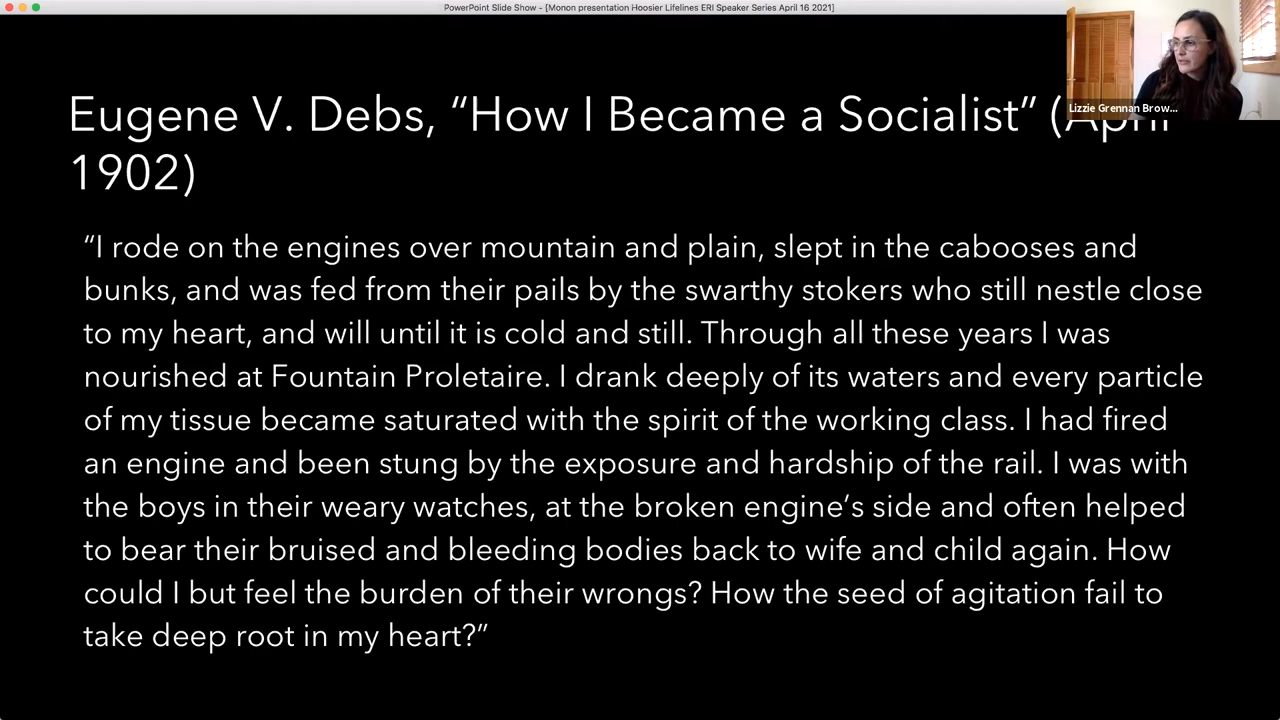 PowerPoint Slide Show - [Monon presentation Hoosier Lifelines ERI Speaker Series April 16 2021]
Lizzie Grennan Brow...
Eugene V. Debs, “How I Became a Socialist” (April
1902)
“I rode on the engines over mountain and plain, slept in the cabooses and
bunks, and was fed from their pails by the swarthy stokers who still nestle close
to my heart, and will until it is cold and still. Through all these years I was
nourished at Fountain Proletaire. I drank deeply of its waters and every particle
of my tissue became saturated with the spirit of the working class. I had fired
an engine and been stung by the exposure and hardship of the rail. I was with
the boys in their weary watches, at the broken engine’s side and often helped
to bear their bruised and bleeding bodies back to wife and child again. How
could I but feel the burden of their wrongs? How the seed of agitation fail to
take deep root in my heart?”